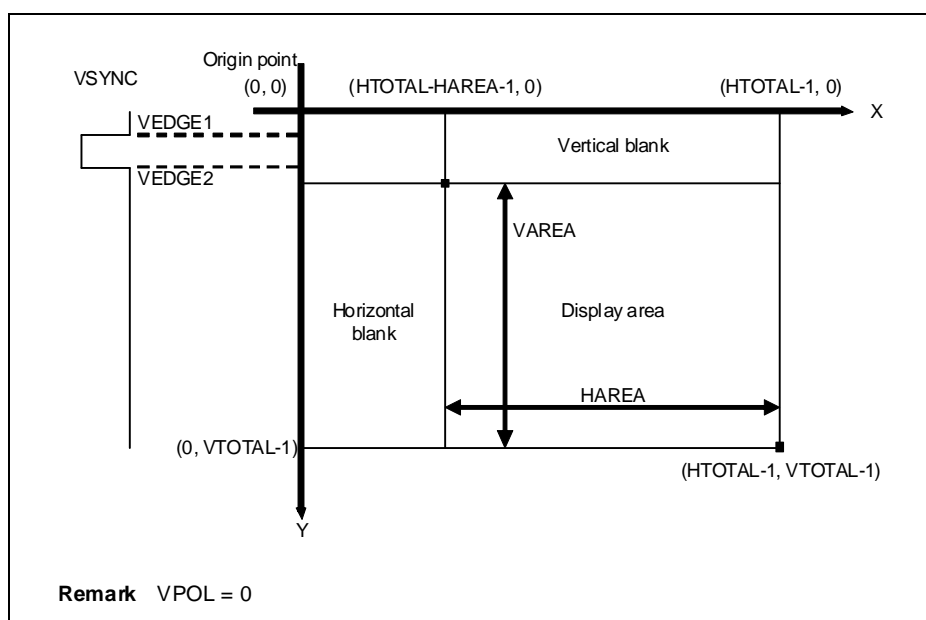 Origin point
VSYNC
(0, 0)
(HTOTAL-HAREA-1, 0)
(HTOTAL-1, 0)
X
VEDGE1
Vertical blank
VEDGE2
VAREA
Horizontal
blank
Display area
HAREA
(0, VTOTAL-1)
(HTOTAL-1, VTOTAL-1)
Y
Remark VPOL = 0